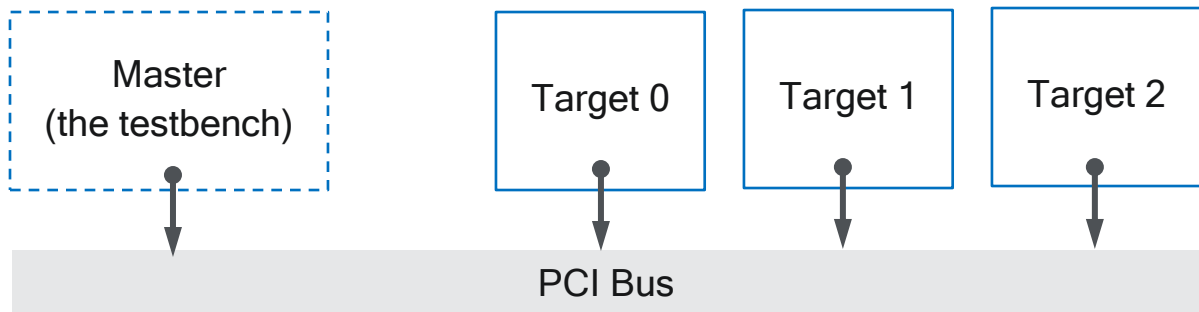 Master
(the testbench)
Target 0
Target 1
Target 2
PCI Bus